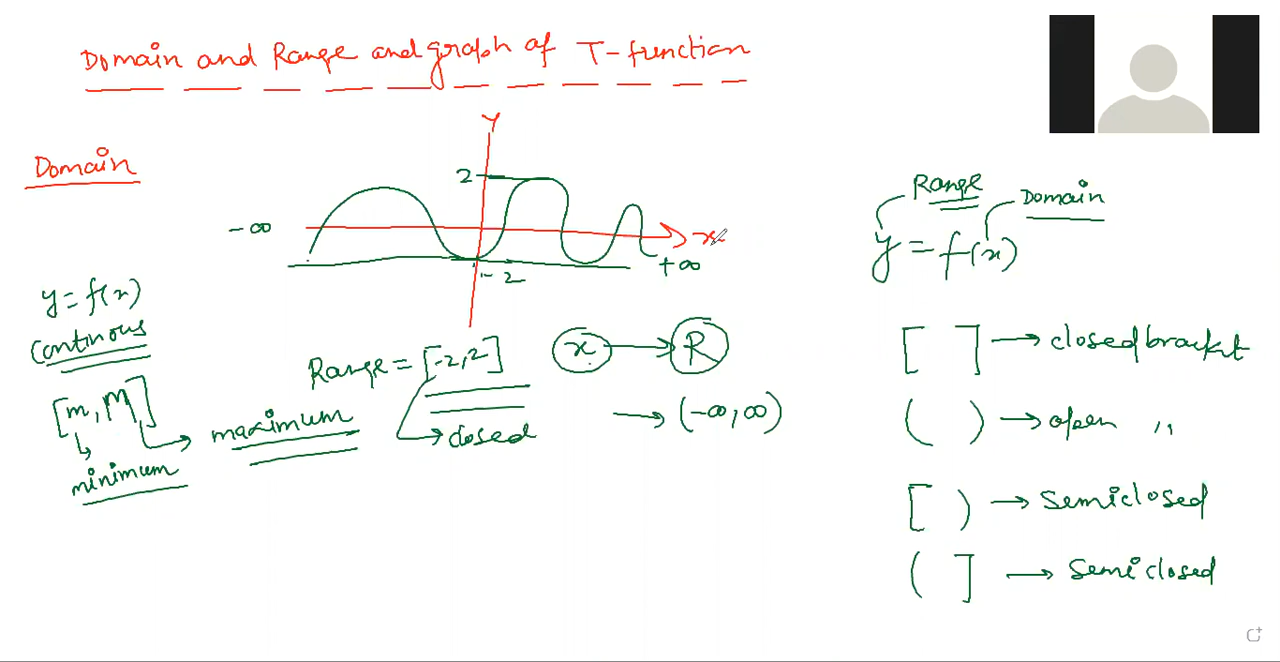 Domain and Range and graph of T-function
Domain
y
2
-∞
x
+∞
-2
Range
Domain
y = f(x)
y = f(x)
continous
[m, M]
minimum
maximum
Range = [-2,2]
closed
x → R
→ (-∞,∞)
[ ] → closed bracket
( ) → open ,,
[ ) → Semiclosed
( ] → Semiclosed